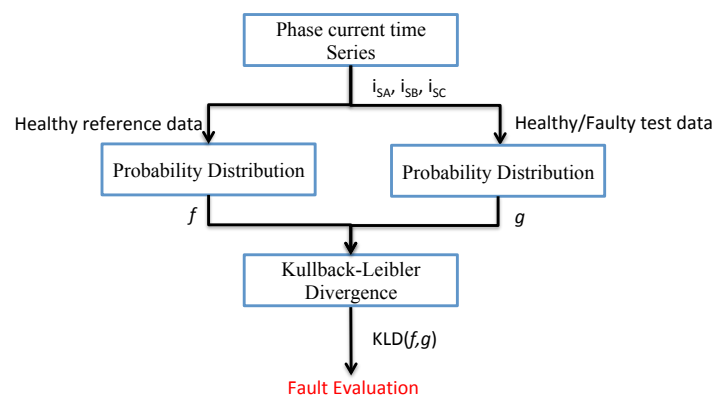 Phase current time
Series
iSA, iSB, iSC
Healthy reference data
Healthy/Faulty test data
Probability Distribution
Probability Distribution
f
g
Kullback-Leibler
Divergence
KLD(f,g)
Fault Evaluation